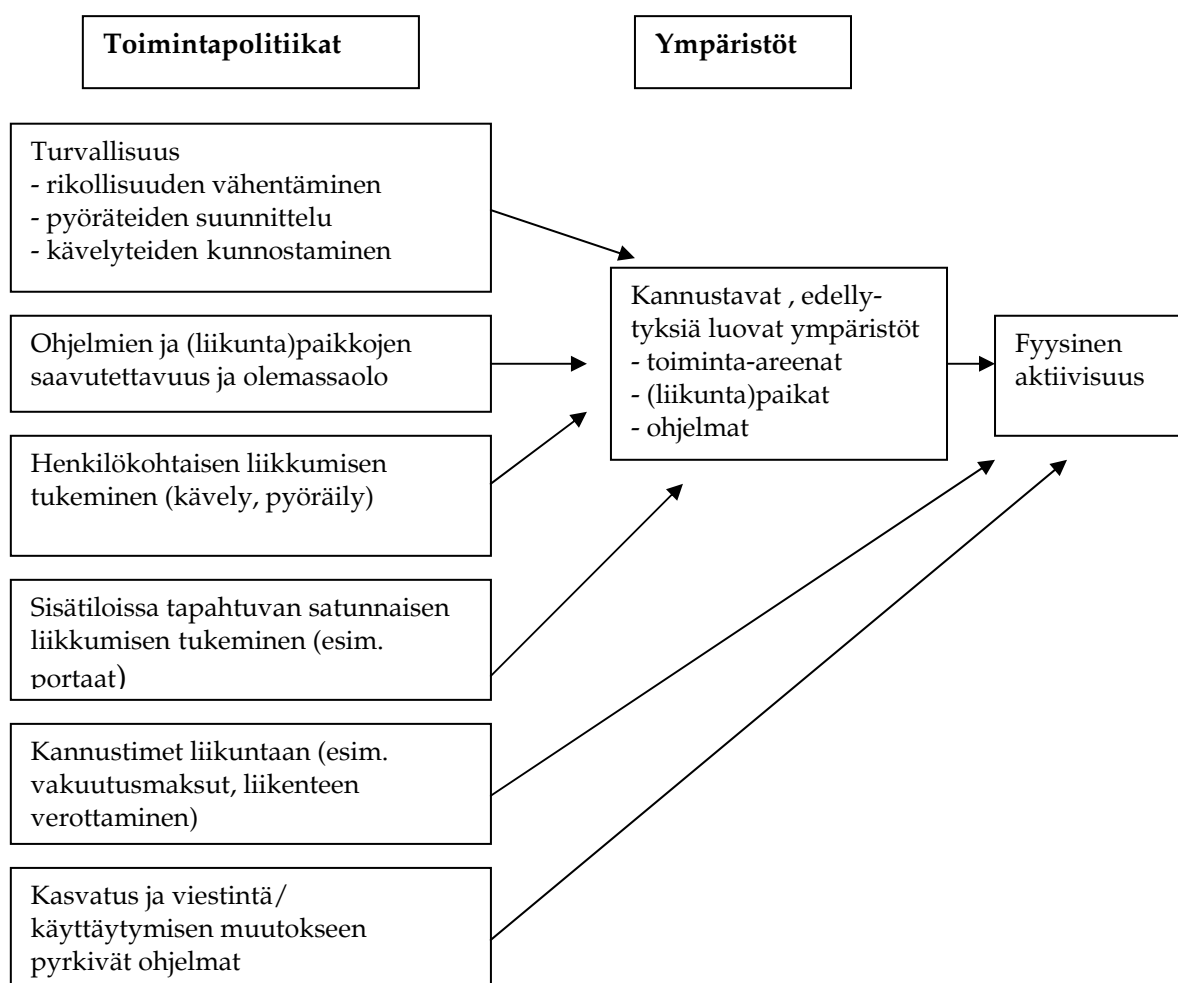 Toimintapolitiikat
Ympäristöt
Turvallisuus
- rikollisuuden vähentäminen
- pyöräteiden suunnittelu
- kävelyteiden kunnostaminen
Ohjelmien ja (liikunta)paikkojen
saavutettavuus ja olemassaolo
Henkilökohtaisen liikkumisen
tukeminen (kävely, pyöräily)
Sisätiloissa tapahtuvan satunnaisen
liikkumisen tukeminen (esim.
portaat)
Kannustimet liikuntaan (esim.
vakuutusmaksut, liikenteen
verottaminen)
Kasvatus ja viestintä/
käyttäytymisen muutokseen
pyrkivät ohjelmat
Kannustavat , edelly-
tyksiä luovat ympäristöt
- toiminta-areenat
- (liikunta)paikat
- ohjelmat
Fyysinen
aktiivisuus